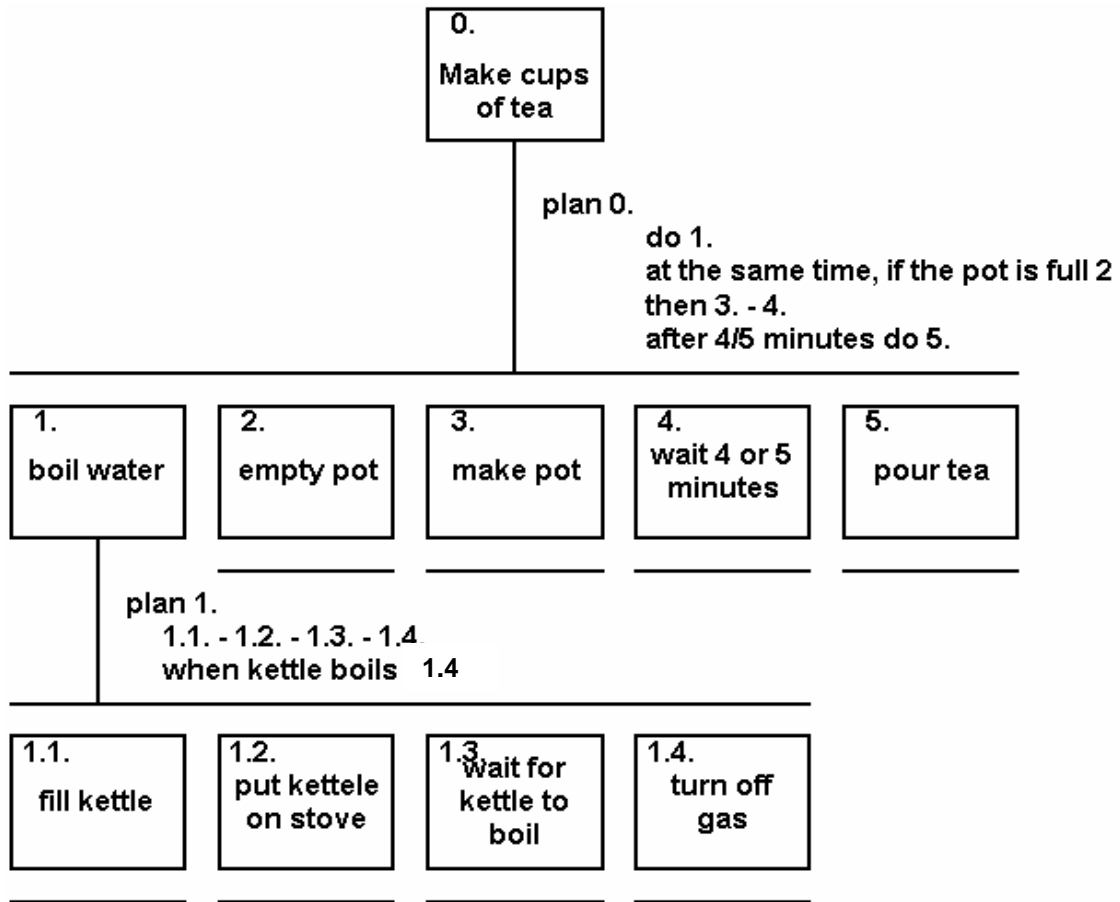 0.
Make cups
of tea
plan 0.
do 1.
at the same time, if the pot is full 2
then 3. - 4.
after 4/5 minutes do 5.
1.
boil water
2.
empty pot
3.
make pot
4.
wait 4 or 5
minutes
5.
pour tea
plan 1.
1.1. - 1.2. - 1.3. - 1.4.
when kettle boils 1.4
1.1.
fill kettle
1.2.
put kettele
on stove
1.3.
wait for
kettle to
boil
1.4.
turn off
gas